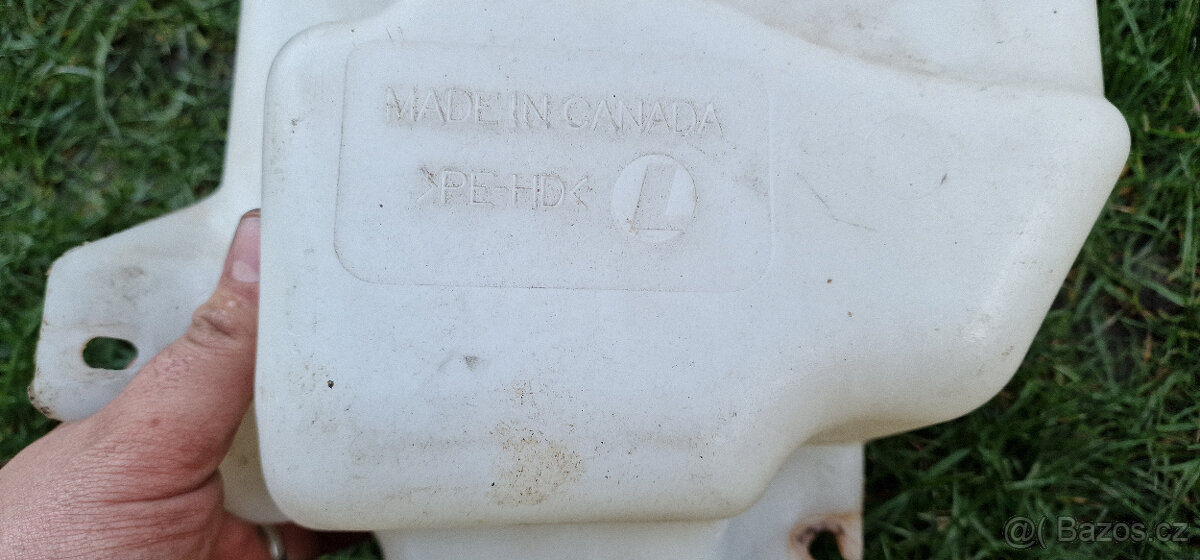 MADE IN CANADA
>PE-HD<
L
@( Bazos.cz